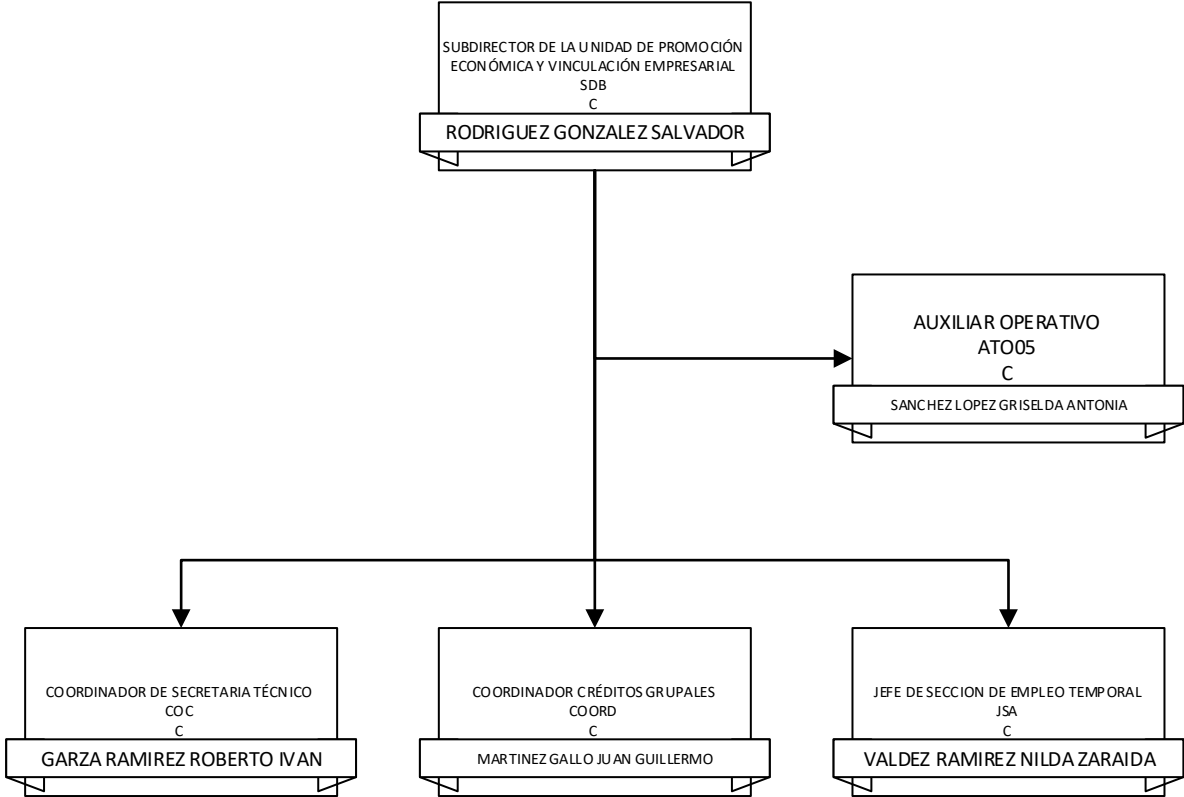 SUBDIRECTOR DE LA UNIDAD DE PROMOCIÓN
ECONÓMICA Y VINCULACIÓN EMPRESARIAL
SDB
C
RODRIGUEZ GONZALEZ SALVADOR
AUXILIAR OPERATIVO
ATO05
C
SANCHEZ LOPEZ GRISELDA ANTONIA
COORDINADOR DE SECRETARIA TÉCNICO
COC
C
GARZA RAMIREZ ROBERTO IVAN
COORDINADOR CRÉDITOS GRUPALES
COORD
C
MARTINEZ GALLO JUAN GUILLERMO
JEFE DE SECCION DE EMPLEO TEMPORAL
JSA
C
VALDEZ RAMIREZ NILDA ZARAIDA